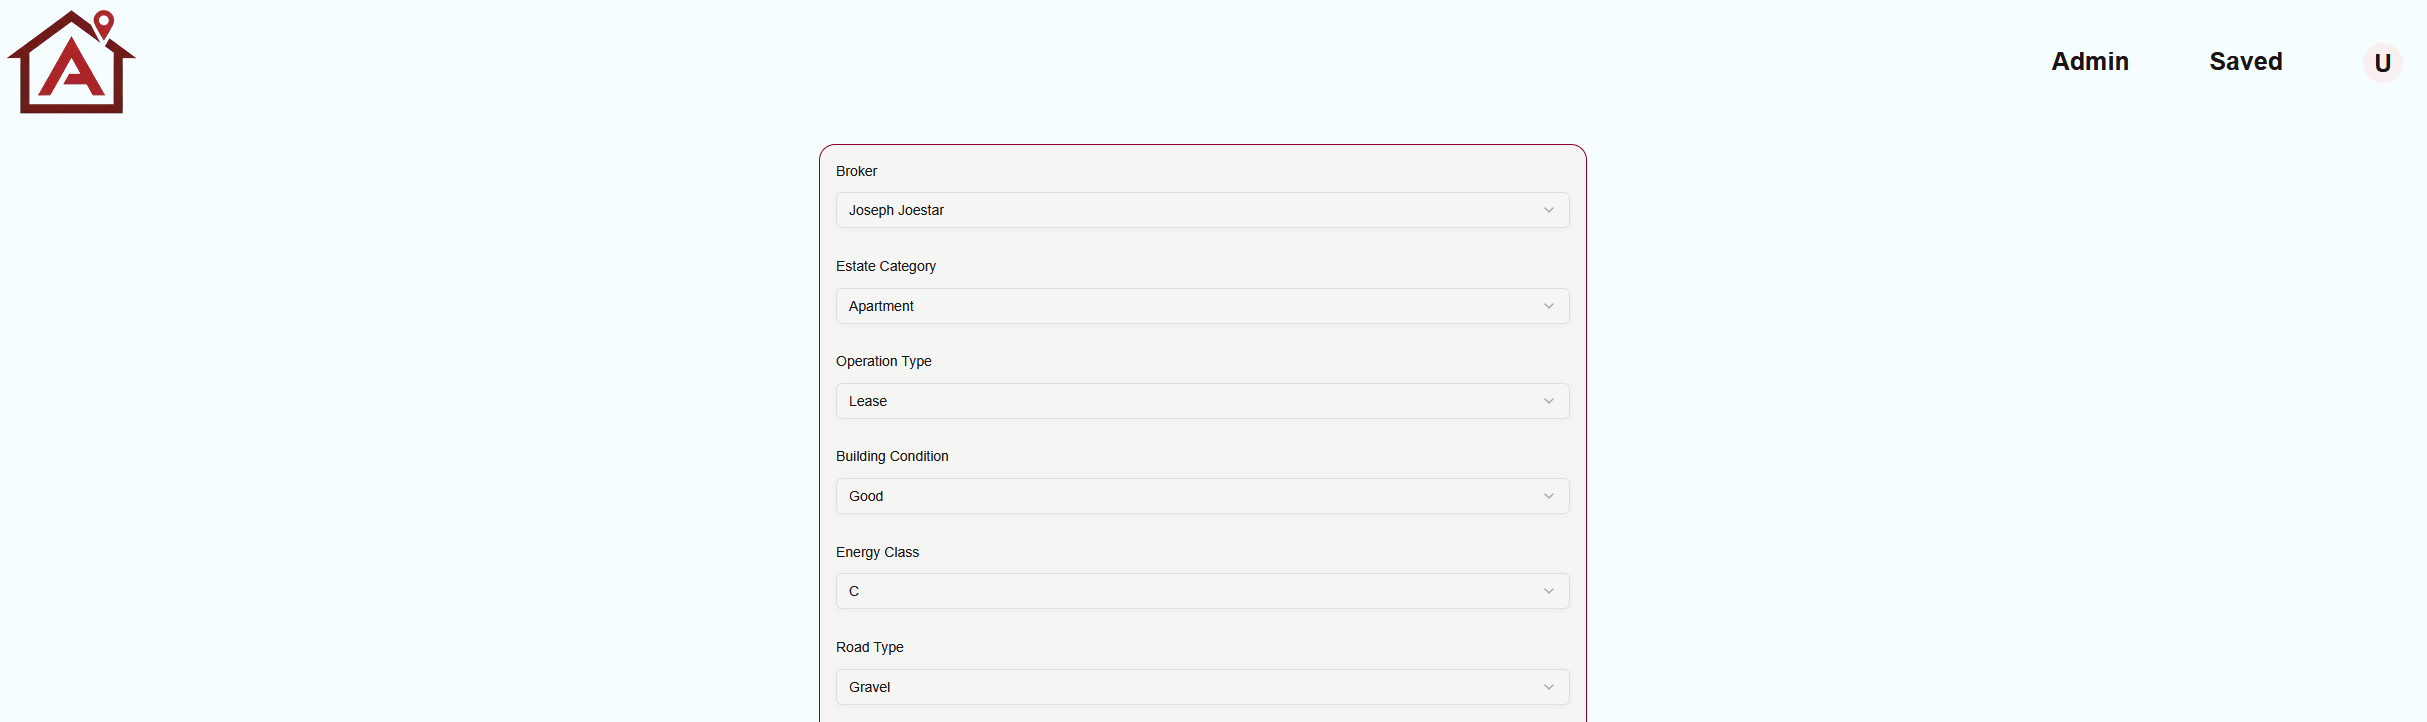 A
Admin
Saved
U
Broker
Joseph Joestar
Estate Category
Apartment
Operation Type
Lease
Building Condition
Good
Energy Class
C
Road Type
Gravel